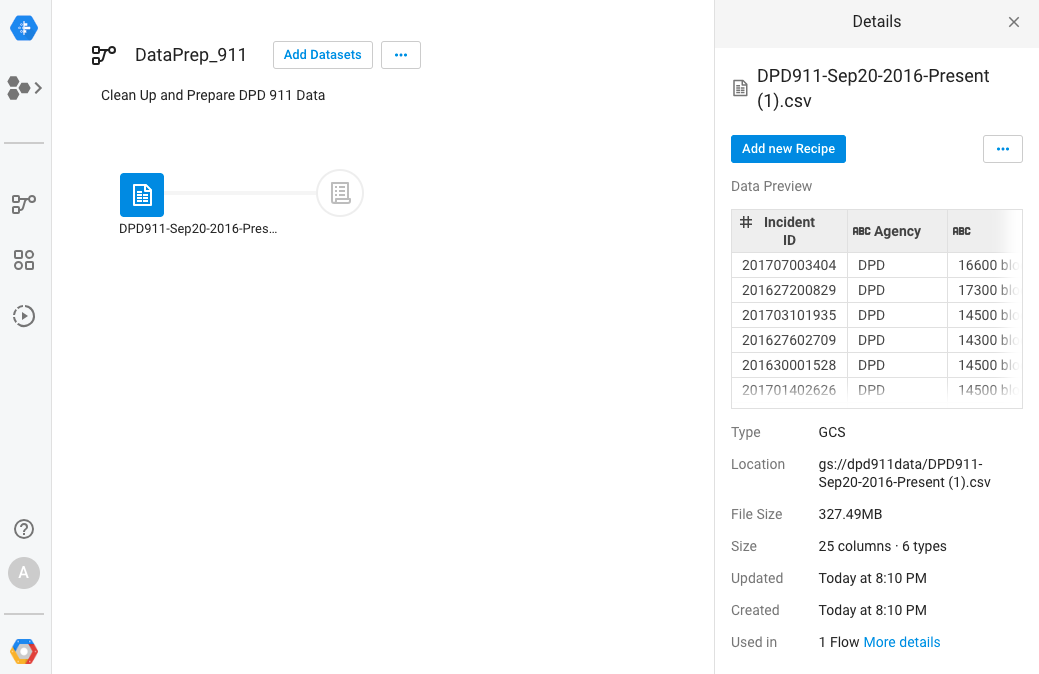 DataPrep_911
Add Datasets
Clean Up and Prepare DPD 911 Data
DPD911-Sep20-2016-Pres...
A
Details
DPD911-Sep20-2016-Present
(1).csv
Add new Recipe
Data Preview
# Incident
ID
ABC Agency
ABC
201707003404 DPD 16600 blo
201627200829 DPD 17300 blo
201703101935 DPD 14500 blo
201627602709 DPD 14300 blo
201630001528 DPD 14500 blo
201701402626 DPD 14500 blo
Type GCS
Location gs://dpd911data/DPD911-
Sep20-2016-Present (1).csv
File Size 327.49MB
Size 25 columns · 6 types
Updated Today at 8:10 PM
Created Today at 8:10 PM
Used in 1 Flow More details